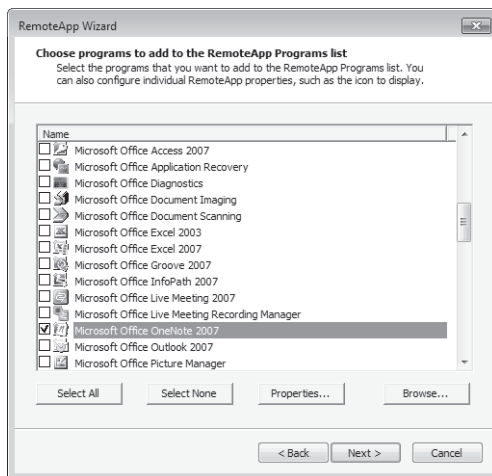 RemoteApp Wizard
Choose programs to add to the RemoteApp Programs list
Select the programs that you want to add to the RemoteApp Programs list. You
can also configure individual RemoteApp properties, such as the icon to display.
Name
Microsoft Office Access 2007
Microsoft Office Application Recovery
Microsoft Office Diagnostics
Microsoft Office Document Imaging
Microsoft Office Document Scanning
Microsoft Office Excel 2003
Microsoft Office Excel 2007
Microsoft Office Groove 2007
Microsoft Office InfoPath 2007
Microsoft Office Live Meeting 2007
Microsoft Office Live Meeting Recording Manager
Microsoft Office OneNote 2007
Microsoft Office Outlook 2007
Microsoft Office Picture Manager
Select All Select None Properties... Browse...
< Back Next > Cancel